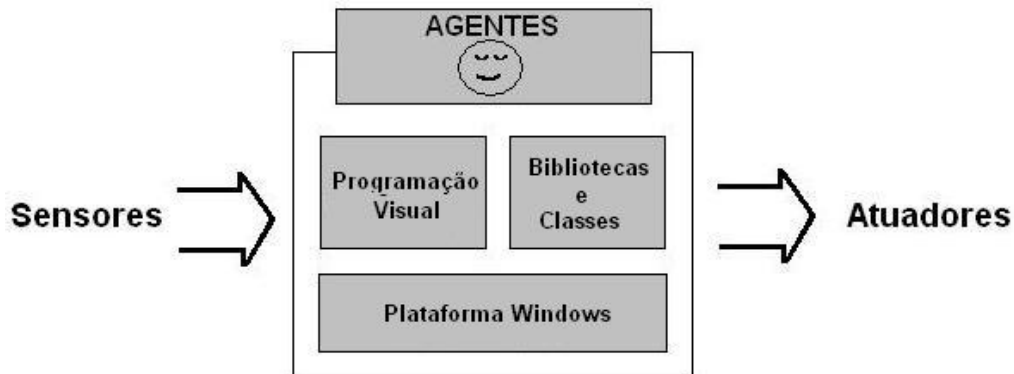 AGENTES
Programação
Visual
Bibliotecas
e
Classes
Sensores
Atuadores
Plataforma Windows